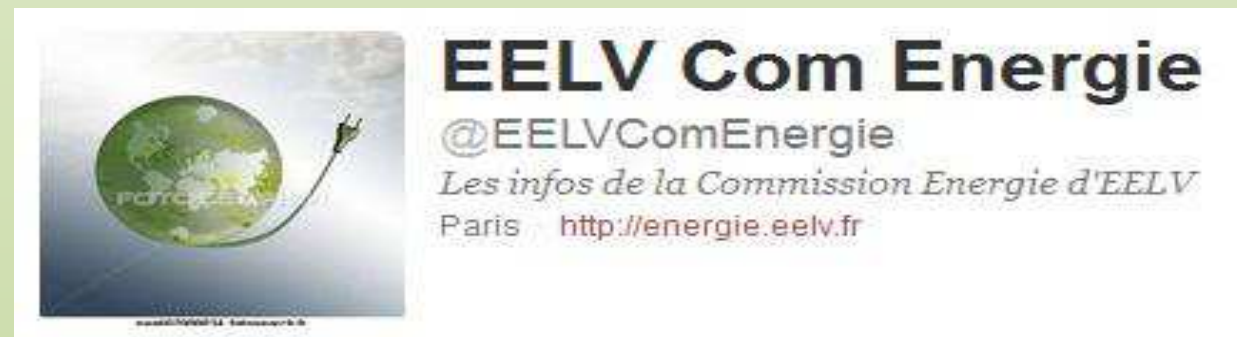 EELV Com Energie
@EELVComEnergie
Les infos de la Commission Energie d'EELV
Paris http://energie.eelv.fr